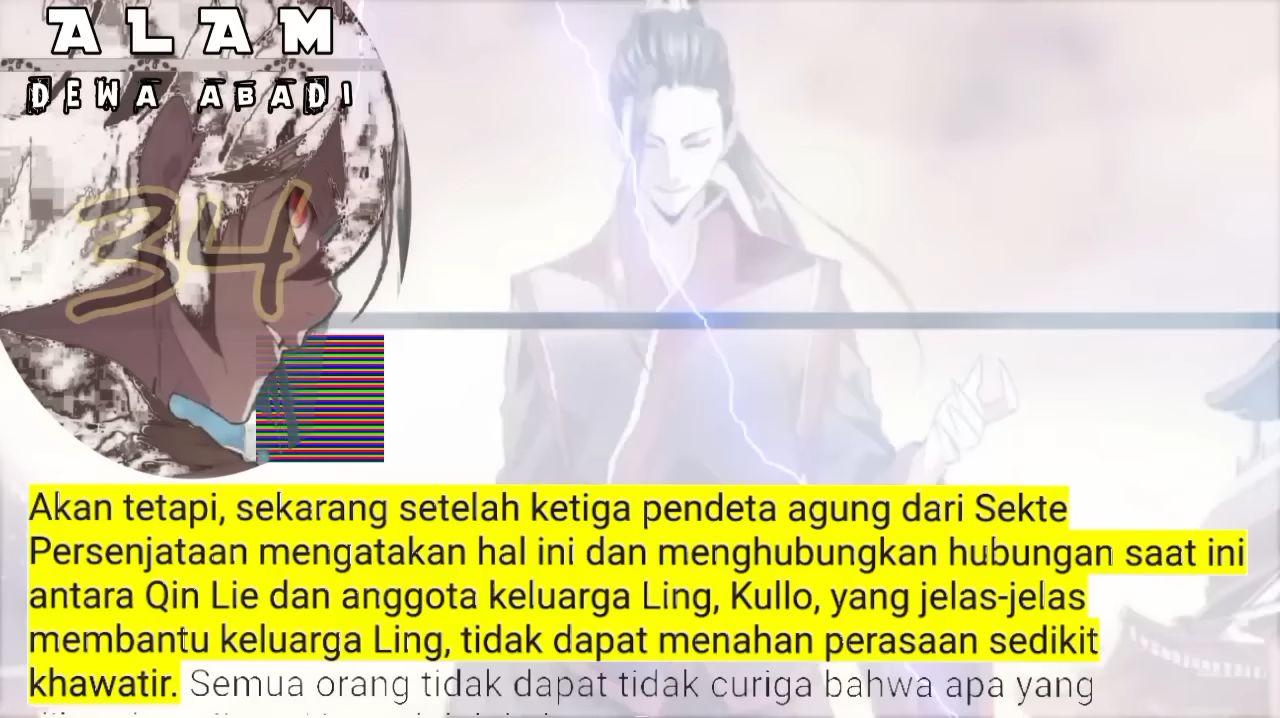 ALAM
DEWA ABADI
34
Akan tetapi, sekarang setelah ketiga pendeta agung dari Sekte
Persenjataan mengatakan hal ini dan menghubungkan hubungan saat ini
antara Qin Lie dan anggota keluarga Ling, Kullo, yang jelas-jelas
membantu keluarga Ling, tidak dapat menahan perasaan sedikit
khawatir. Semua orang tidak dapat tidak curiga bahwa apa yang